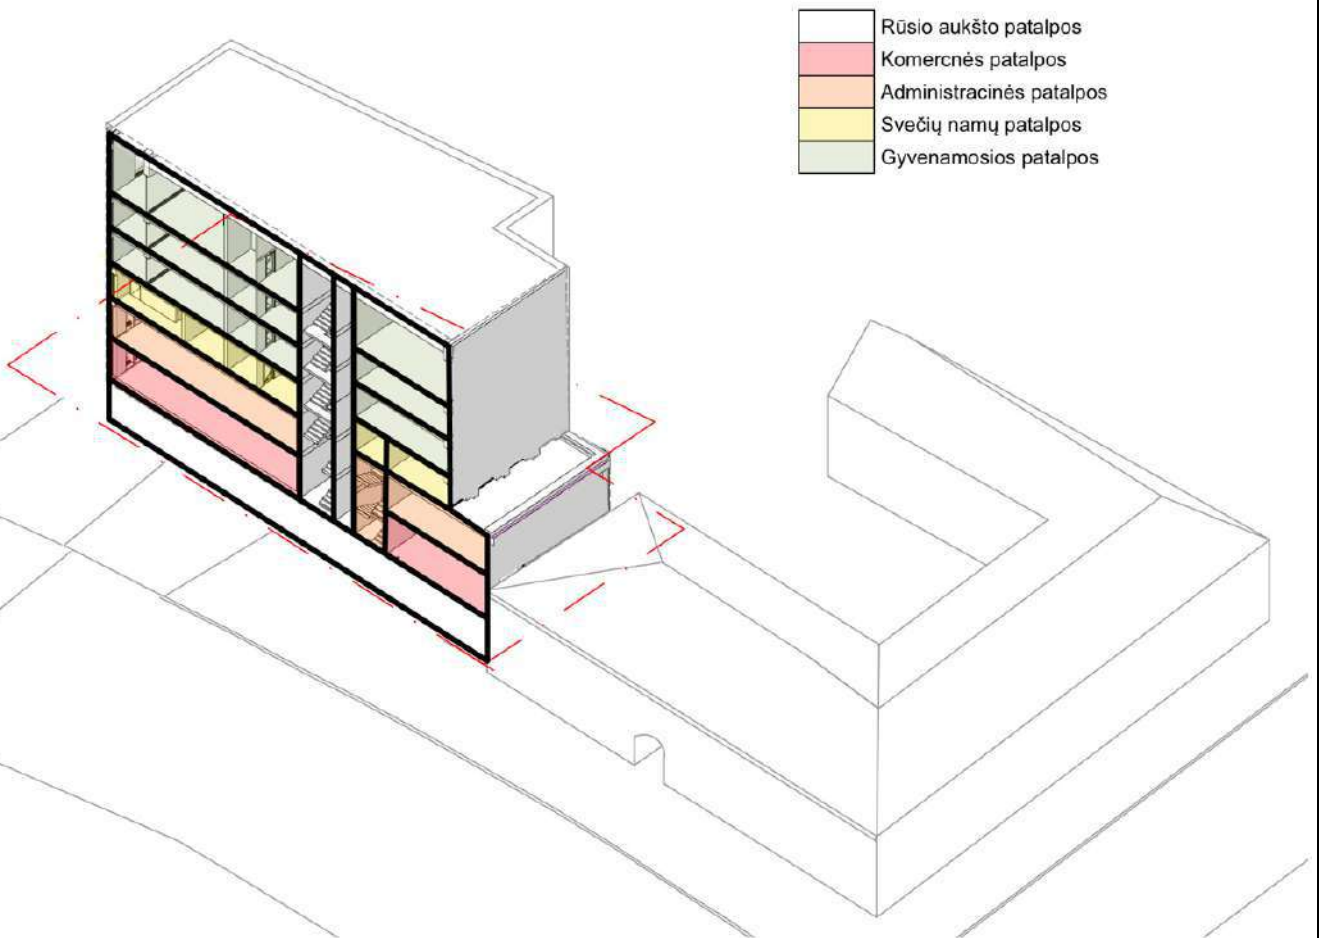 Rūsio aukšto patalpos
Komercnės patalpos
Administracinės patalpos
Svečių namų patalpos
Gyvenamosios patalpos